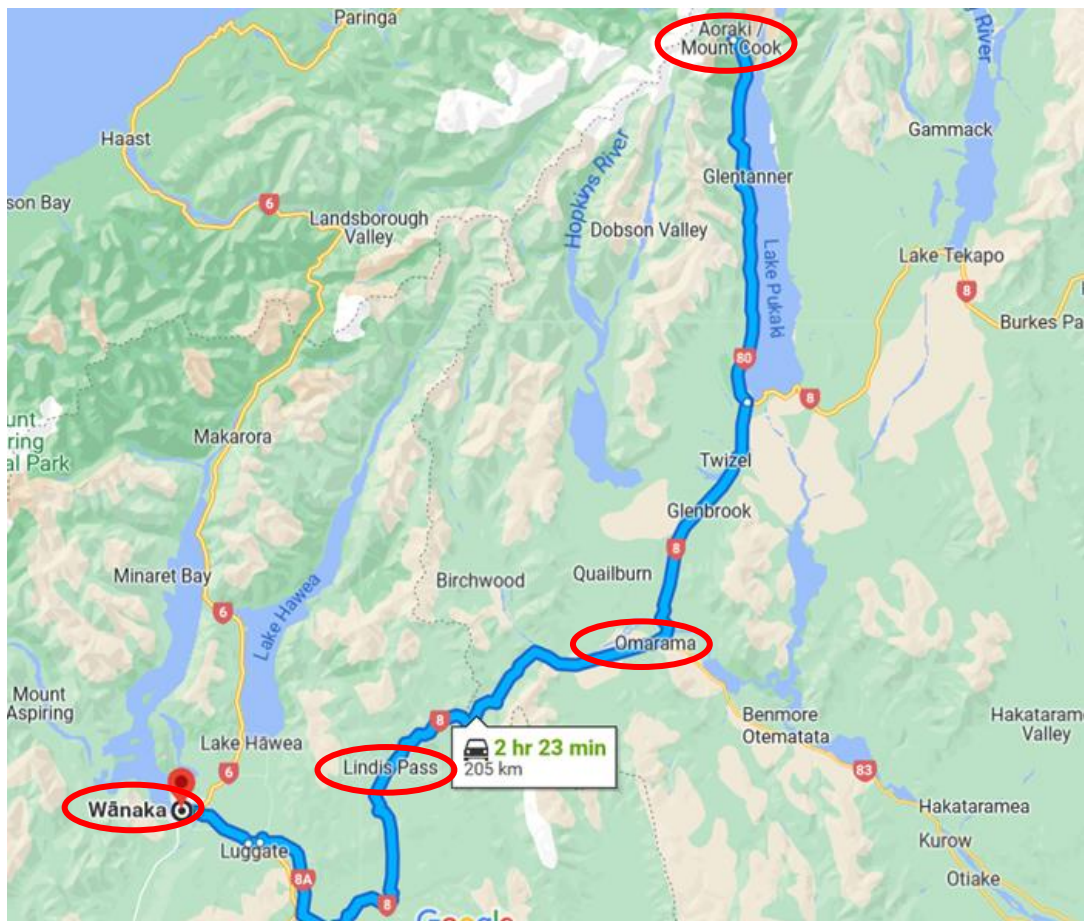 Paringa
Aoraki /
Mount Cook
River
Haast
Gammack
Hopkins River
Glentanner
son Bay
6
Landsborough
Valley
Dobson Valley
Lake Pukaki
Lake Tekapo
8
Burkes Pa
80
8
unt
ring
al Park
Makarora
Twizel
Glenbrook
8
Minaret Bay
Birchwood
Quailburn
6
Lake Hawea
Omarama
Mount
Aspiring
8
Benmore
Otematata
Hakataram
Valley
Lake Hāwea
2 hr 23 min
205 km
Lindis Pass
6
83
Wānaka
Hakataramea
Kurow
Luggate
8A
Otiake
8
Google